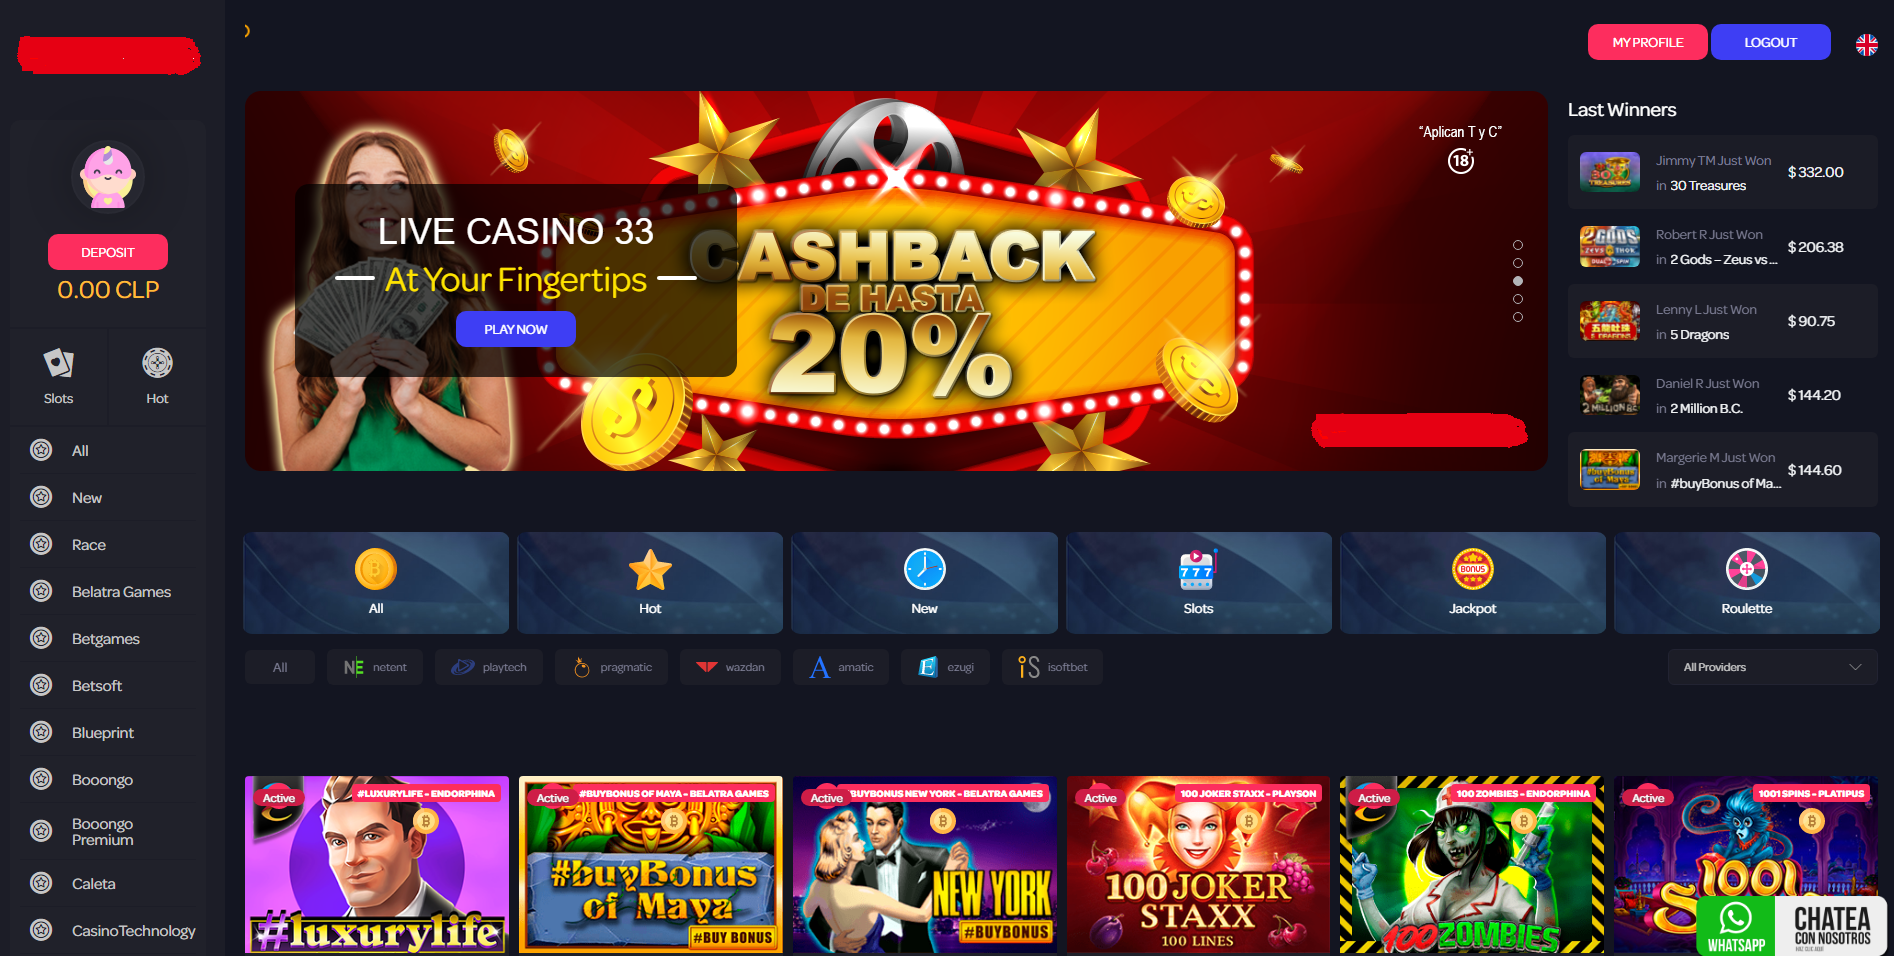 MY PROFILE
LOGOUT
DEPOSIT
0.00 CLP
Slots
Hot
All
New
Race
Belatra Games
Betgames
Betsoft
Blueprint
Booongo
Booongo
Premium
Caleta
CasinoTechnology
LIVE CASINO 33
At Your Fingertips
PLAY NOW
CASHBACK
DE HASTA
20%
“Aplican T y C”
18+
Last Winners
Jimmy TM Just Won
in 30 Treasures
$ 332.00
Robert R Just Won
in 2 Gods – Zeus vs ...
$ 206.38
Lenny L Just Won
in 5 Dragons
$ 90.75
Daniel R Just Won
in 2 Million B.C.
$ 144.20
Margerie M Just Won
in #buyBonus of Ma...
$ 144.60
All
Hot
New
777
Slots
BONUS
Jackpot
Roulette
All
NE netent
playtech
pragmatic
wazdan
A amatic
E ezugi
iS isoftbet
All Providers
Active
#LUXURYLIFE - ENDORPHINA
#luxurylife
Active
#BUYBONUS OF MAYA - BELATRA GAMES
#buyBonus
of Maya
#BUY BONUS
Active
BUYBONUS NEW YORK - BELATRA GAMES
NEW YORK
#BUYBONUS
Active
100 JOKER STAXX - PLAYSON
100 JOKER
STAXX
100 LINES
Active
100 ZOMBIES - ENDORPHINA
100 ZOMBIES
Active
1001 SPINS - PLATIPUS
1001
WHATSAPP
CHATEA
CON NOSOTROS